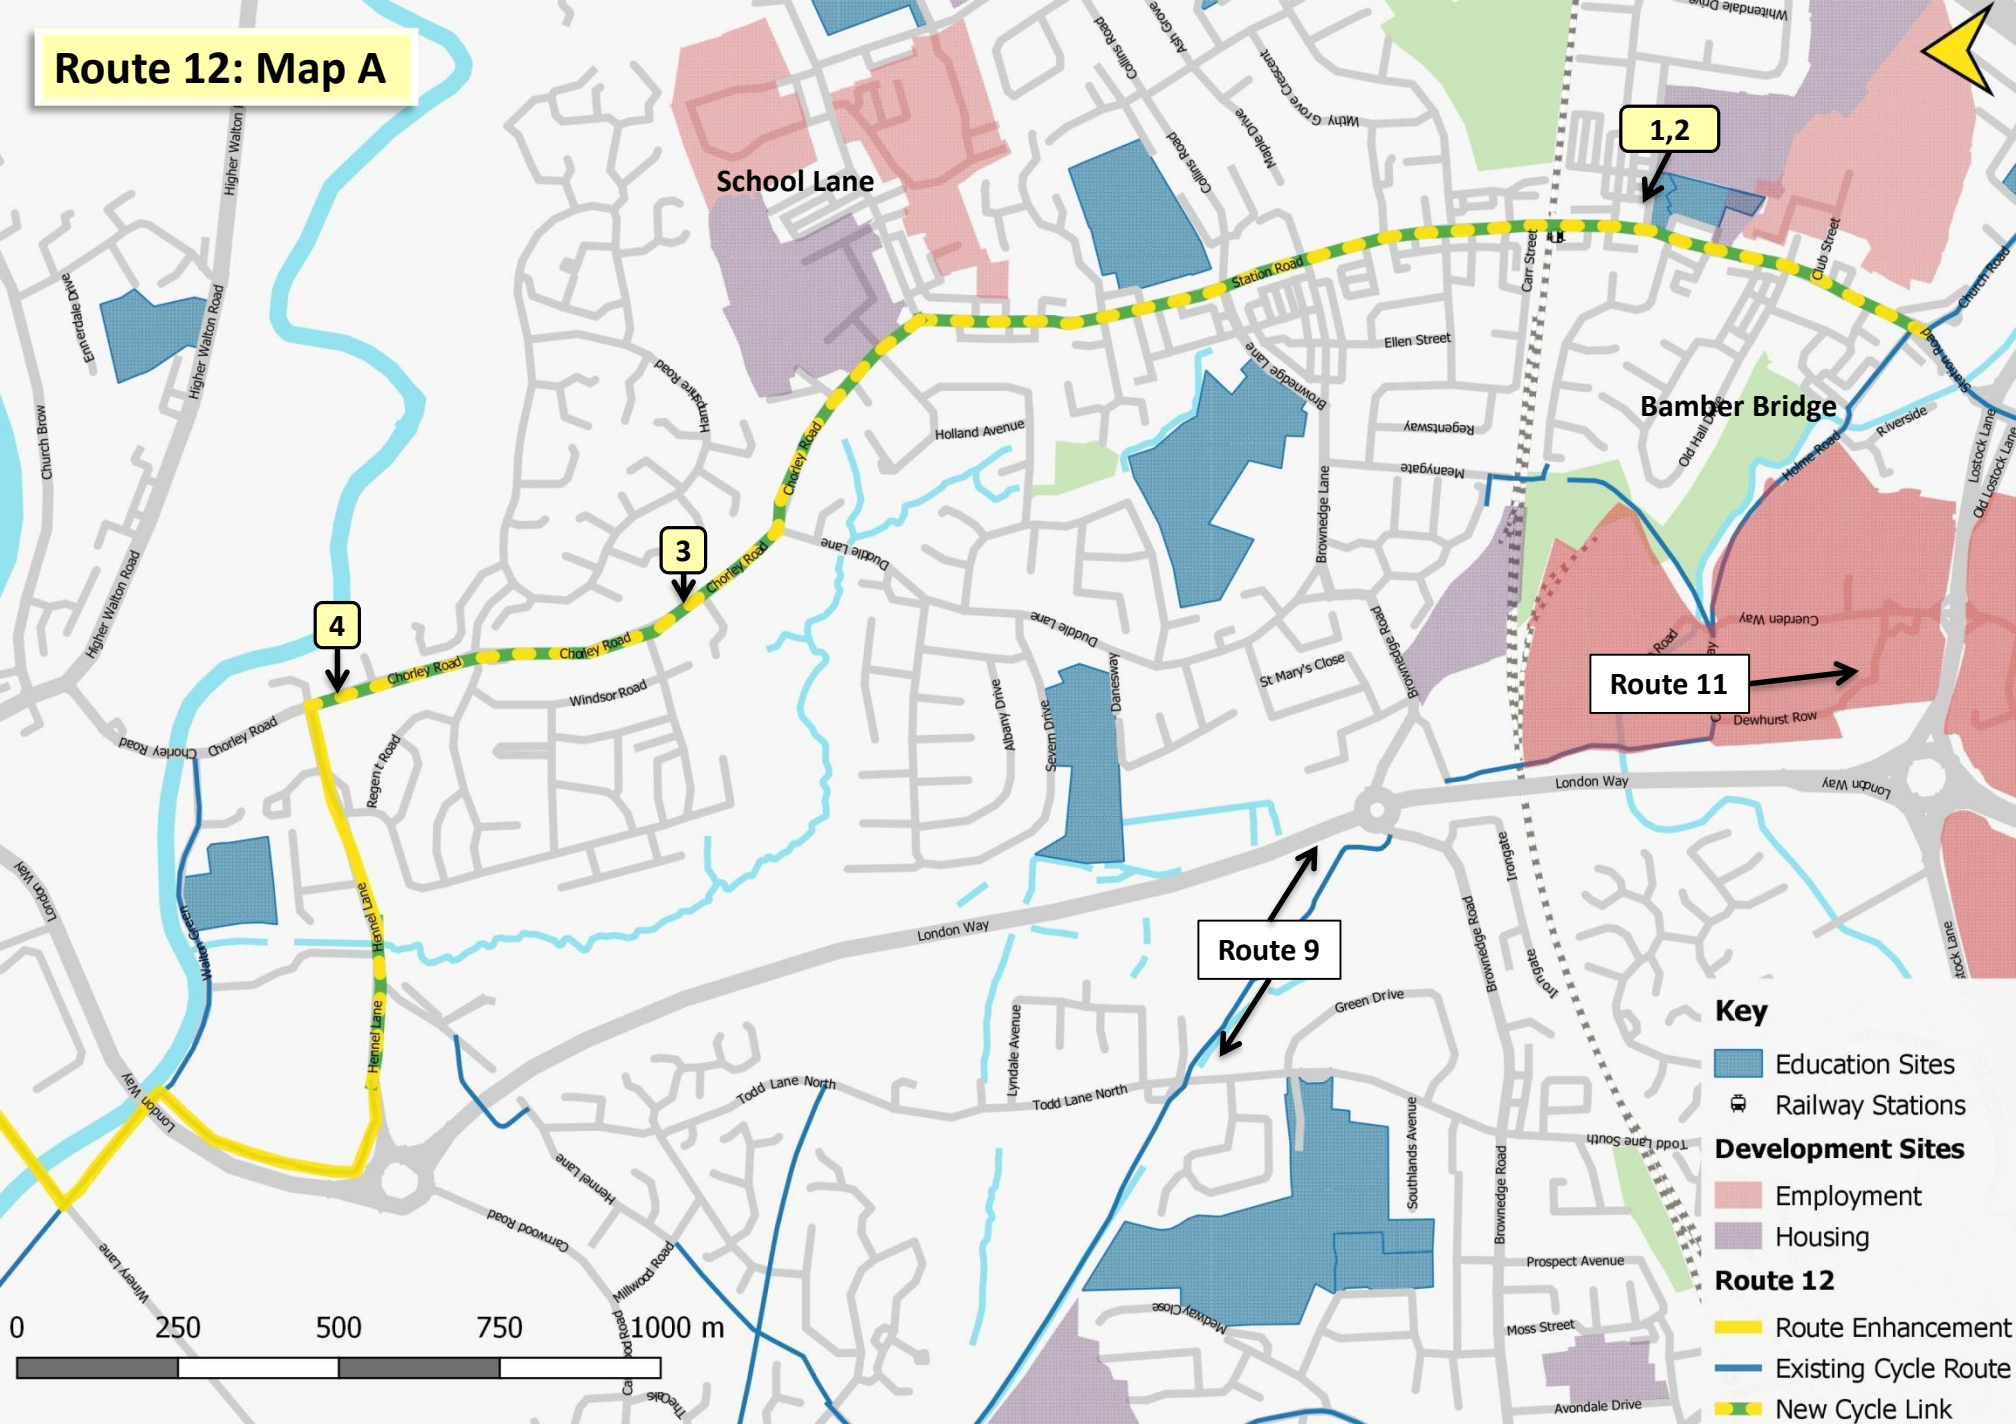 Route 12: Map A
Whitendale Drive
Higher Walton
Collins Road
Ash Grove
Grove Crescent
Withy
Maple Drive
Collins Road
1,2
School Lane
Ennerdale Drive
Higher Walton Road
Station Road
Carr Street
Club Street
Church Road
Station Road
Ellen Street
Brownedge Lane
Hampshire Road
Holland Avenue
Regentsway
Meanygate
Bamber Bridge
Old Hall Drive
Riverside
Holme Road
Lostock Lane
Old Lostock Lane
Church Brow
Chorley Road
Brownedge Lane
3
Chorley Road
Duddle Lane
Higher Walton Road
4
Chorley Road
Chorley Road
Duddle Lane
Brownedge Road
Cuerden Way
Road
Route 11
Dewhurst Row
St Mary's Close
Danesway
Windsor Road
Albany Drive
Severn Drive
Chorley Road
Chorley Road
Regent Road
London Way
London Way
Irongate
London Way
Hennel Lane
Walton Green
London Way
Route 9
Brownedge Road
Irongate
stock Lane
Green Drive
Hennel Lane
Lyndale Avenue
London Way
Todd Lane North
Todd Lane North
Southlands Avenue
Todd Lane South
Brownedge Road
Hennel Lane
Carrwood Road
Winery Lane
Millwood Road
Prospect Avenue
Medway Close
Moss Street
The Oaks
Avondale Drive
0 250 500 750 1000 m
Key
Education Sites
Railway Stations
Development Sites
Employment
Housing
Route 12
Route Enhancement
Existing Cycle Route
New Cycle Link